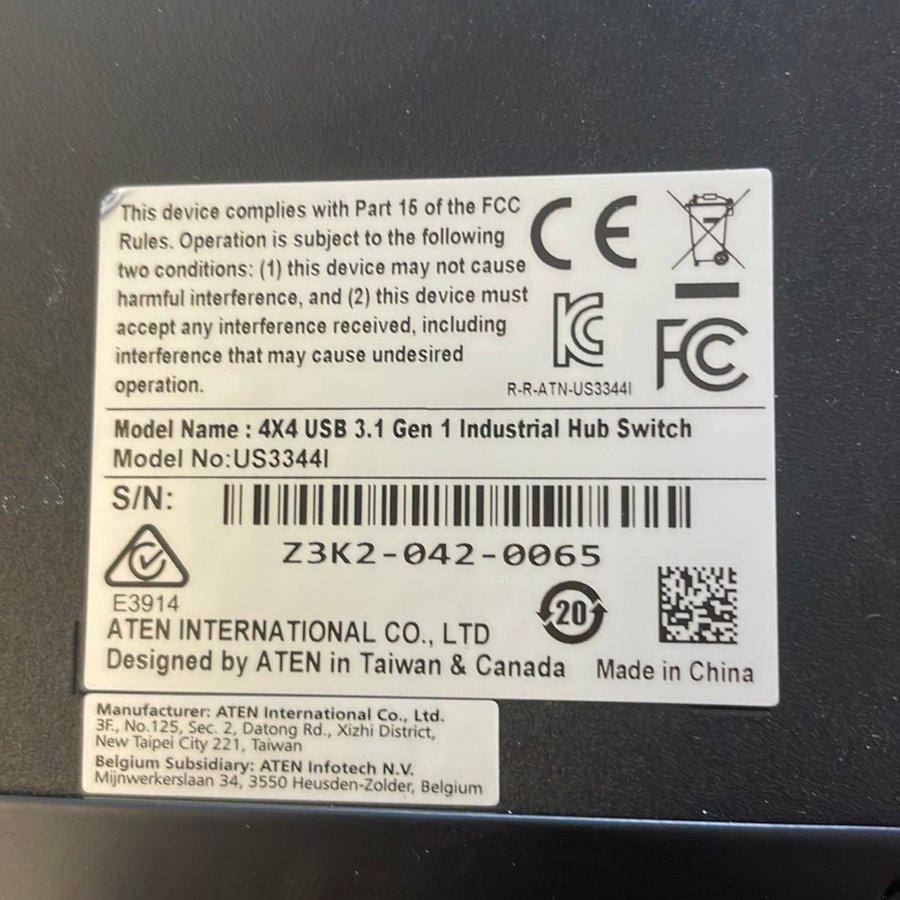 This device complies with Part 15 of the FCC
Rules. Operation is subject to the following
two conditions: (1) this device may not cause
harmful interference, and (2) this device must
accept any interference received, including
interference that may cause undesired
operation.
CE
FC
R-R-ATN-US3344I
Model Name : 4X4 USB 3.1 Gen 1 Industrial Hub Switch
Model No:US3344I
S/N:
Z3K2-042-0065
E3914
20
ATEN INTERNATIONAL CO., LTD
Designed by ATEN in Taiwan & Canada
Made in China
Manufacturer: ATEN International Co., Ltd.
3F., No.125, Sec. 2, Datong Rd., Xizhi District,
New Taipei City 221, Taiwan
Belgium Subsidiary: ATEN Infotech N.V.
Mijnwerkerslaan 34, 3550 Heusden-Zolder, Belgium